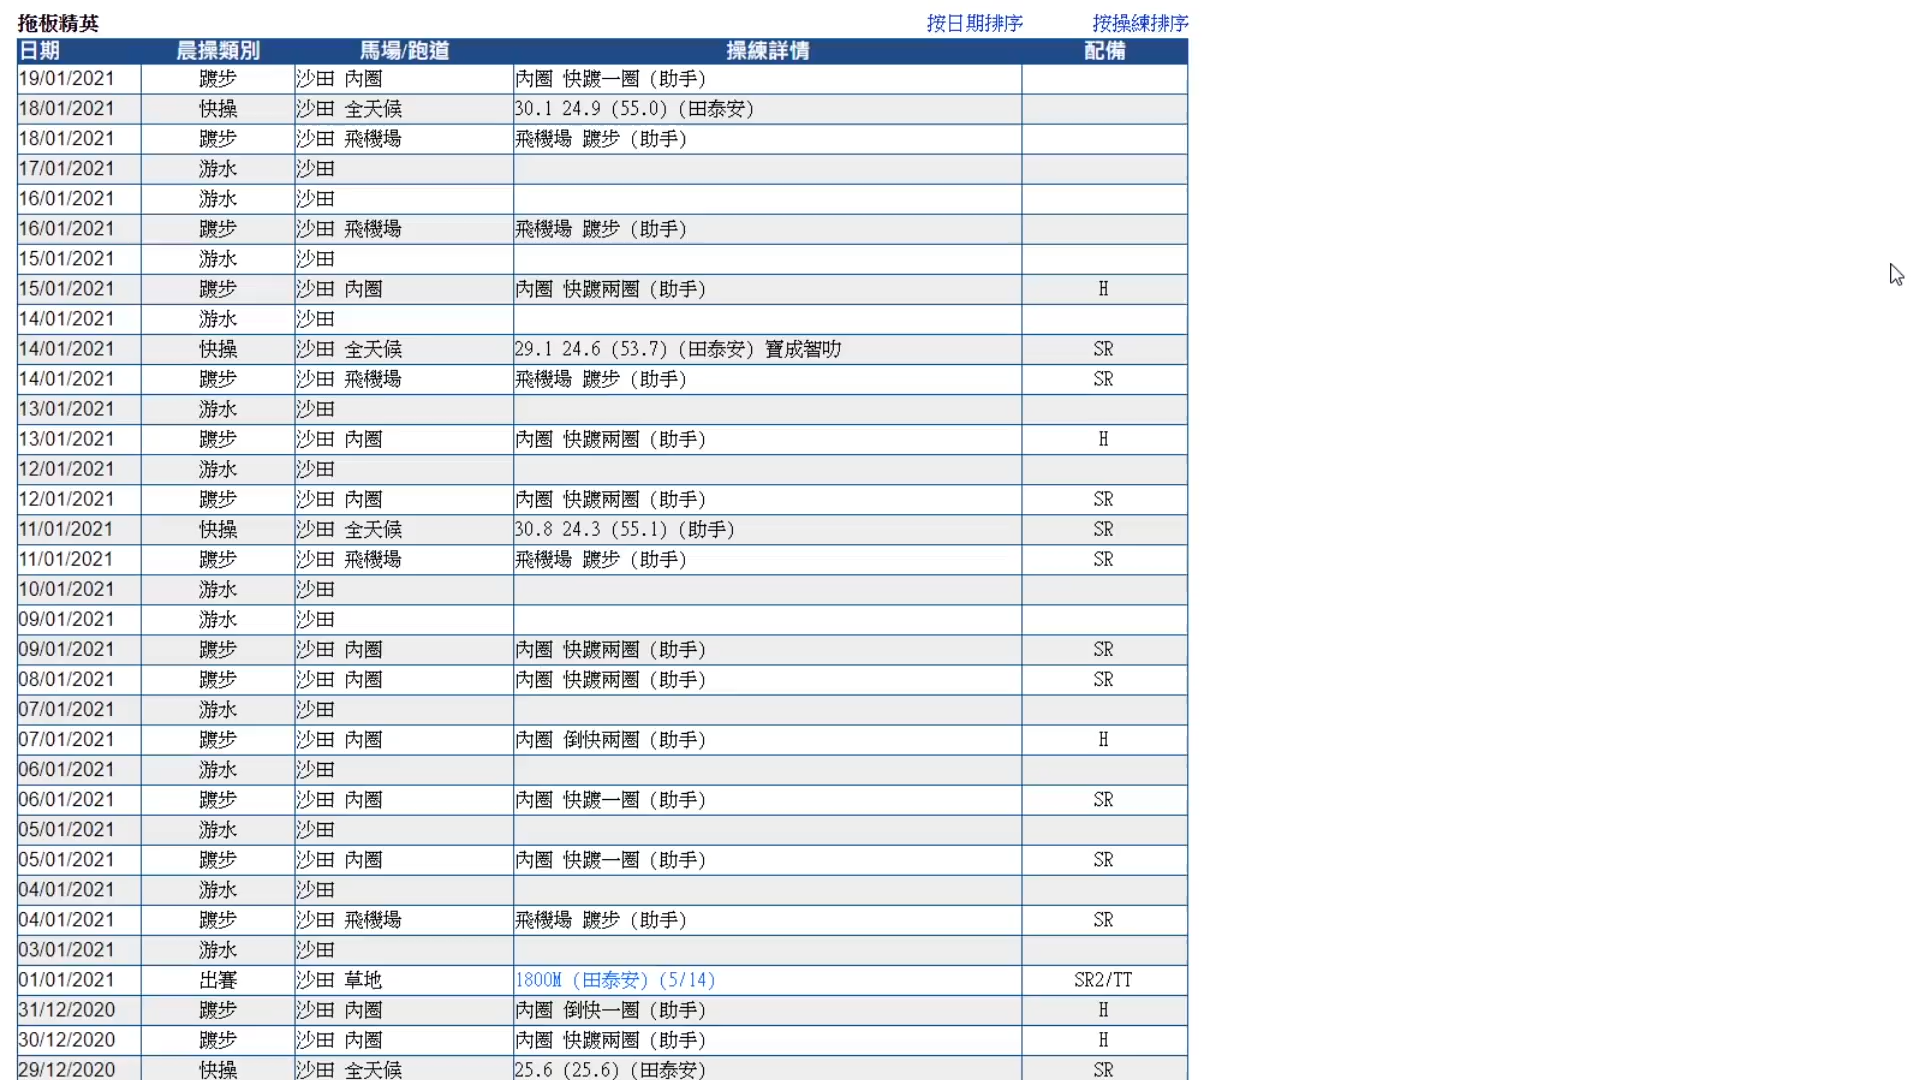 拖板精英 按日期排序 按操練排序
日期 晨操類別 馬場/跑道 操練詳情 配備
19/01/2021 踱步 沙田 內圈 內圈 快踱一圈 (助手)
18/01/2021 快操 沙田 全天候 30.1 24.9 (55.0) (田泰安)
18/01/2021 踱步 沙田 飛機場 飛機場 踱步 (助手)
17/01/2021 游水 沙田
16/01/2021 游水 沙田
16/01/2021 踱步 沙田 飛機場 飛機場 踱步 (助手)
15/01/2021 游水 沙田
15/01/2021 踱步 沙田 內圈 內圈 快踱兩圈 (助手) H
14/01/2021 游水 沙田
14/01/2021 快操 沙田 全天候 29.1 24.6 (53.7) (田泰安) 寶成智叻 SR
14/01/2021 踱步 沙田 飛機場 飛機場 踱步 (助手) SR
13/01/2021 游水 沙田
13/01/2021 踱步 沙田 內圈 內圈 快踱兩圈 (助手) H
12/01/2021 游水 沙田
12/01/2021 踱步 沙田 內圈 內圈 快踱兩圈 (助手) SR
11/01/2021 快操 沙田 全天候 30.8 24.3 (55.1) (助手) SR
11/01/2021 踱步 沙田 飛機場 飛機場 踱步 (助手) SR
10/01/2021 游水 沙田
09/01/2021 游水 沙田
09/01/2021 踱步 沙田 內圈 內圈 快踱兩圈 (助手) SR
08/01/2021 踱步 沙田 內圈 內圈 快踱兩圈 (助手) SR
07/01/2021 游水 沙田
07/01/2021 踱步 沙田 內圈 內圈 倒快兩圈 (助手) H
06/01/2021 游水 沙田
06/01/2021 踱步 沙田 內圈 內圈 快踱一圈 (助手) SR
05/01/2021 游水 沙田
05/01/2021 踱步 沙田 內圈 內圈 快踱一圈 (助手) SR
04/01/2021 游水 沙田
04/01/2021 踱步 沙田 飛機場 飛機場 踱步 (助手) SR
03/01/2021 游水 沙田
01/01/2021 出賽 沙田 草地 1800M (田泰安) (5/14) SR2/TT
31/12/2020 踱步 沙田 內圈 內圈 倒快一圈 (助手) H
30/12/2020 踱步 沙田 內圈 內圈 快踱兩圈 (助手) H
29/12/2020 快操 沙田 全天候 25.6 (25.6) (田泰安) SR